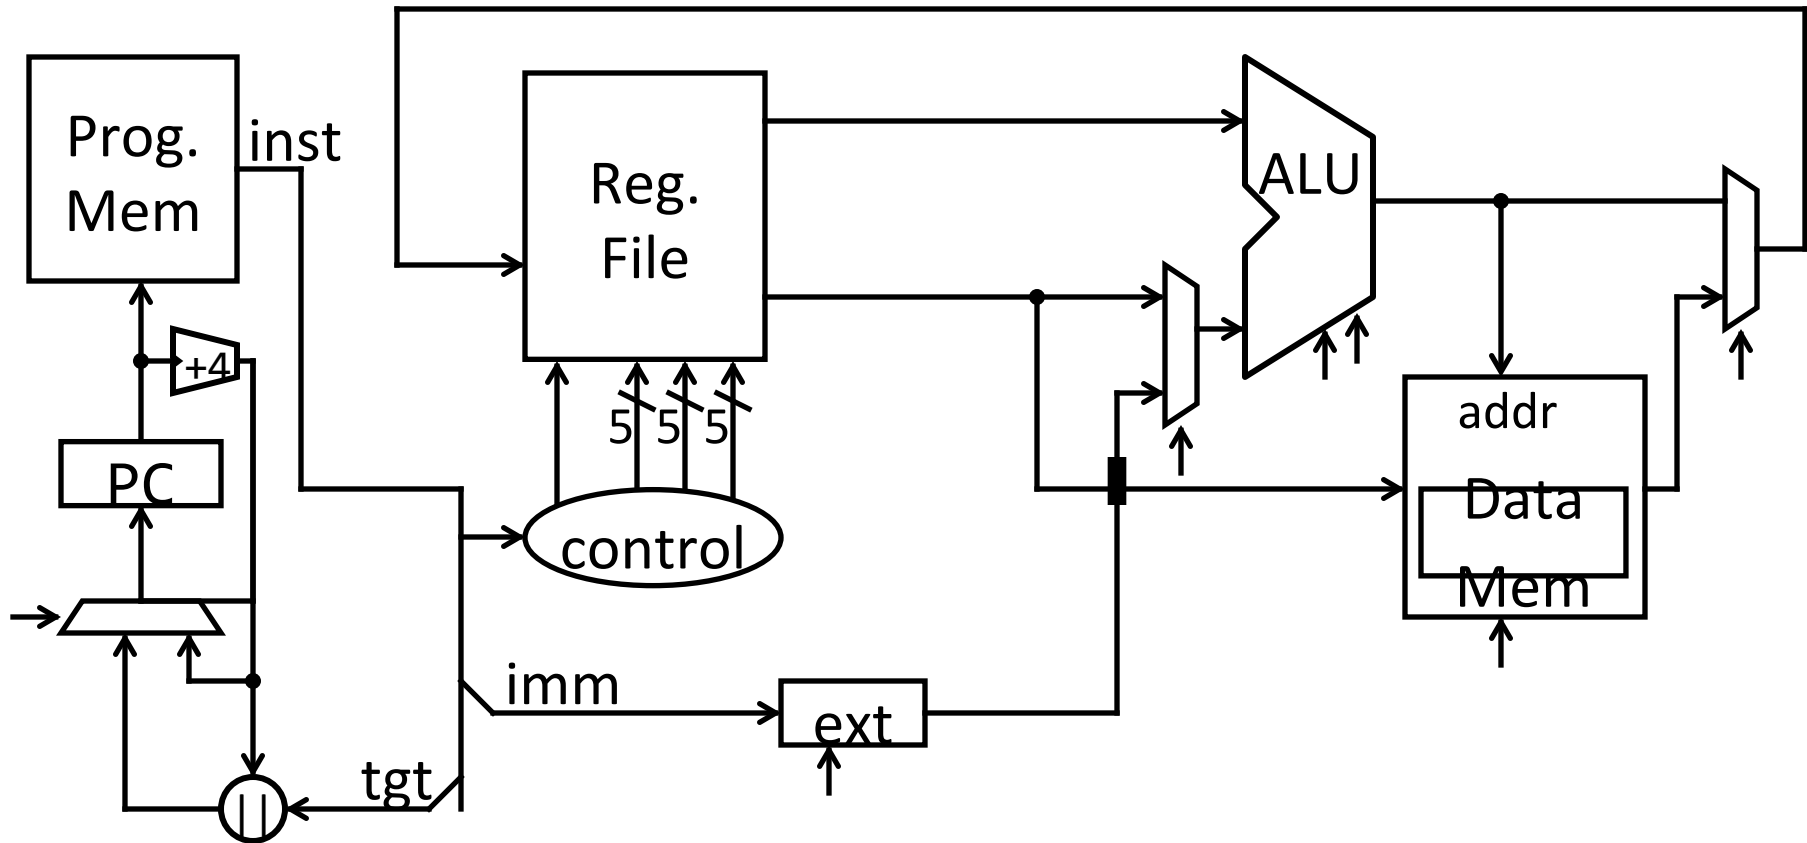 Prog.
Mem
inst
Reg.
File
ALU
+4
5 5 5
addr
PC
Data
Mem
control
imm
ext
tgt
||